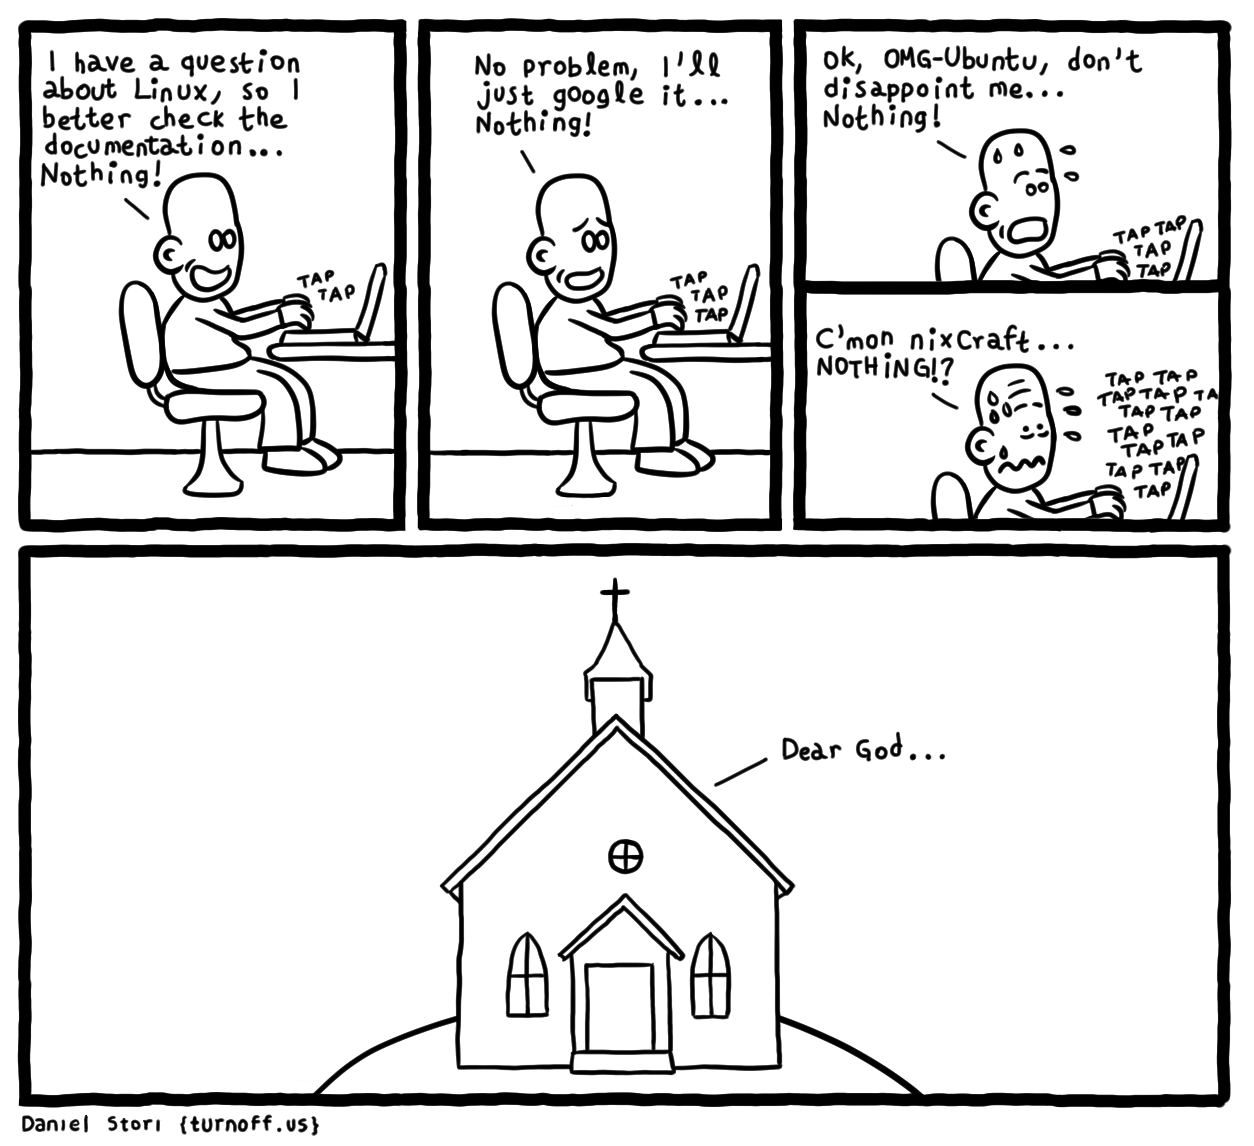 I have a question
about Linux, so I
better check the
documentation...
Nothing!
TAP
TAP
No problem, I'll
just google it...
Nothing!
TAP
TAP
TAP
Ok, OMG-Ubuntu, don't
disappoint me...
Nothing!
TAP TAP
TAP
TAP
C'mon nixCraft...
NOTHING!?
TAP TAP
TAP TAP TA
TAP TAP
TAP
TAP TAP
TAP TAP
TAP
Dear God...
Daniel Stori {turnoff.us}